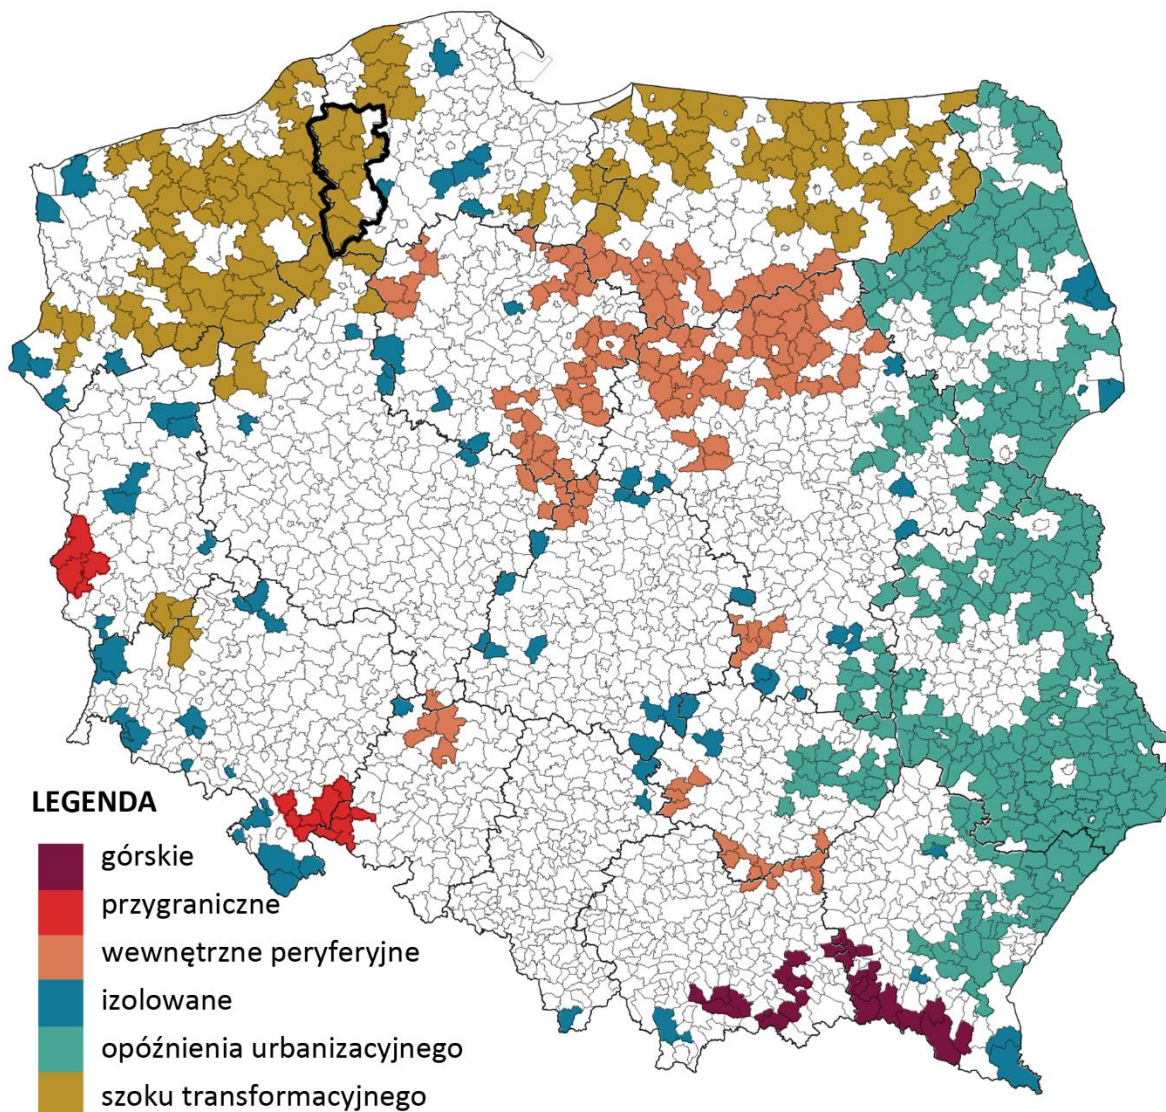 LEGENDA
górskie
przygraniczne
wewnętrzne peryferyjne
izolowane
opóźnienia urbanizacyjnego
szoku transformacyjnego